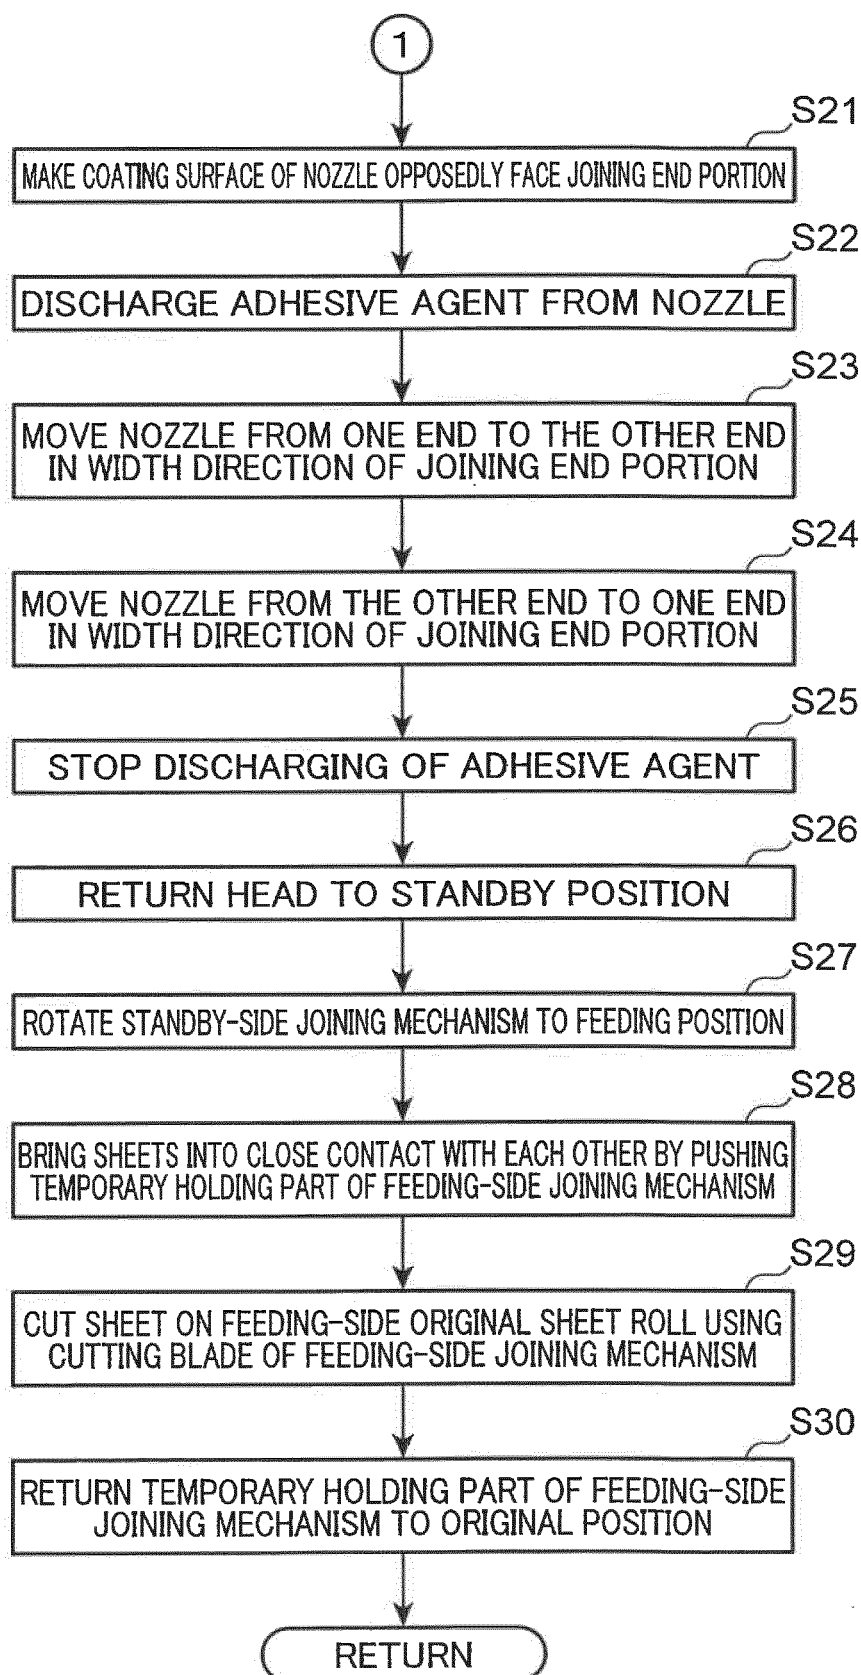 1
S21
MAKE COATING SURFACE OF NOZZLE OPPOSEDLY FACE JOINING END PORTION
S22
DISCHARGE ADHESIVE AGENT FROM NOZZLE
S23
MOVE NOZZLE FROM ONE END TO THE OTHER END
IN WIDTH DIRECTION OF JOINING END PORTION
S24
MOVE NOZZLE FROM THE OTHER END TO ONE END
IN WIDTH DIRECTION OF JOINING END PORTION
S25
STOP DISCHARGING OF ADHESIVE AGENT
S26
RETURN HEAD TO STANDBY POSITION
S27
ROTATE STANDBY-SIDE JOINING MECHANISM TO FEEDING POSITION
S28
BRING SHEETS INTO CLOSE CONTACT WITH EACH OTHER BY PUSHING
TEMPORARY HOLDING PART OF FEEDING-SIDE JOINING MECHANISM
S29
CUT SHEET ON FEEDING-SIDE ORIGINAL SHEET ROLL USING
CUTTING BLADE OF FEEDING-SIDE JOINING MECHANISM
S30
RETURN TEMPORARY HOLDING PART OF FEEDING-SIDE
JOINING MECHANISM TO ORIGINAL POSITION
RETURN